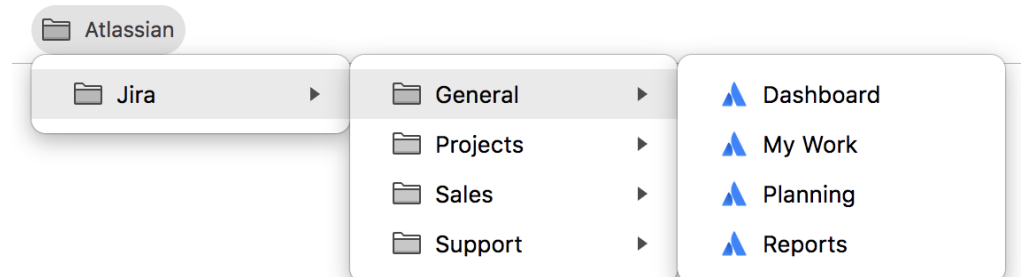 Atlassian
Jira
General
Projects
Sales
Support
Dashboard
My Work
Planning
Reports